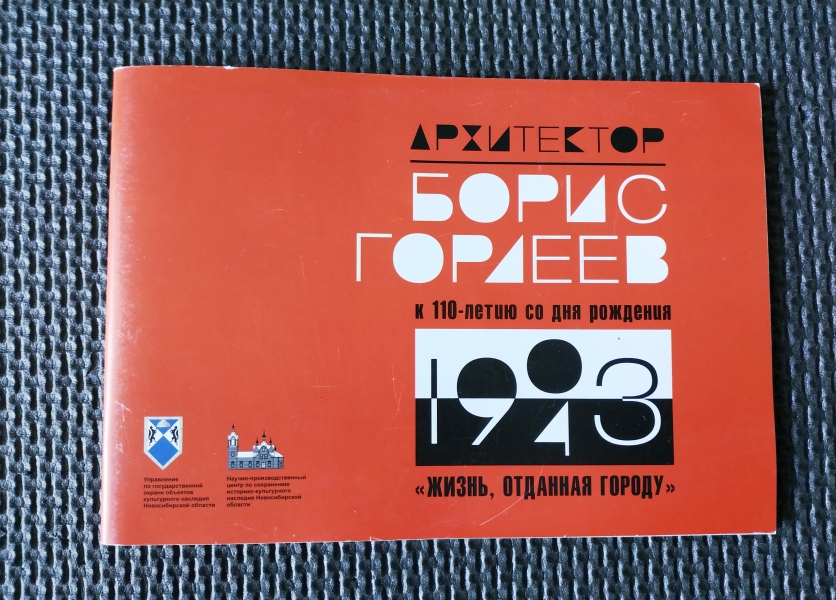 АРХИТЕКТОР
БОРИС
ГОРДЕЕВ
к 110-летию со дня рождения
1903 1943
«ЖИЗНЬ, ОТДАННАЯ ГОРОДУ»
Управление
по государственной
охране объектов
культурного наследия
Новосибирской области
Научно-производственный
центр по сохранению
историко-культурного
наследия Новосибирской
области